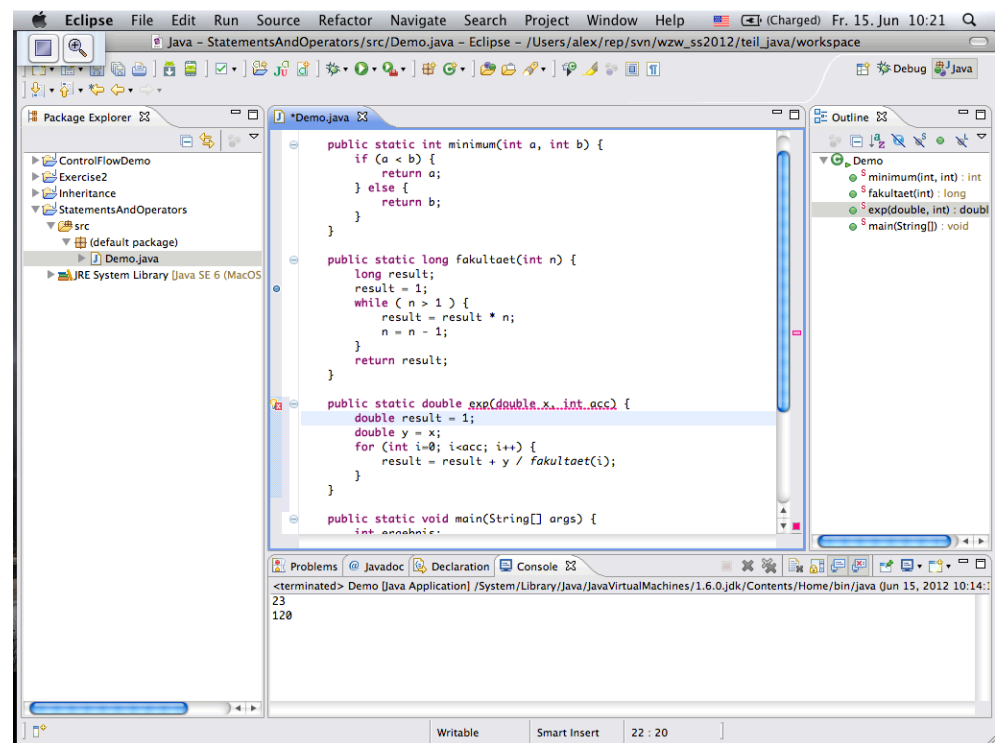 Eclipse File Edit Run Source Refactor Navigate Search Project Window Help (Charged) Fr. 15. Jun 10:21
Java – StatementsAndOperators/src/Demo.java – Eclipse – /Users/alex/rep/svn/wzw_ss2012/teil_java/workspace
Debug Java
Package Explorer
ControlFlowDemo
Exercise2
Inheritance
StatementsAndOperators
src
(default package)
Demo.java
JRE System Library [Java SE 6 (MacOS
*Demo.java
public static int minimum(int a, int b) {
if (a < b) {
return a;
} else {
return b;
}
}
public static long fakultaet(int n) {
long result;
result = 1;
while ( n > 1 ) {
result = result * n;
n = n - 1;
}
return result;
}
public static double exp(double x, int acc) {
double result = 1;
double y = x;
for (int i=0; i<acc; i++) {
result = result + y / fakultaet(i);
}
}
public static void main(String[] args) {
int ergebnis;
Outline
Demo
minimum(int, int) : int
fakultaet(int) : long
exp(double, int) : doubl
main(String[]) : void
Problems @ Javadoc Declaration Console
<terminated> Demo [Java Application] /System/Library/Java/JavaVirtualMachines/1.6.0.jdk/Contents/Home/bin/java (Jun 15, 2012 10:14:
23
120
Writable Smart Insert 22 : 20